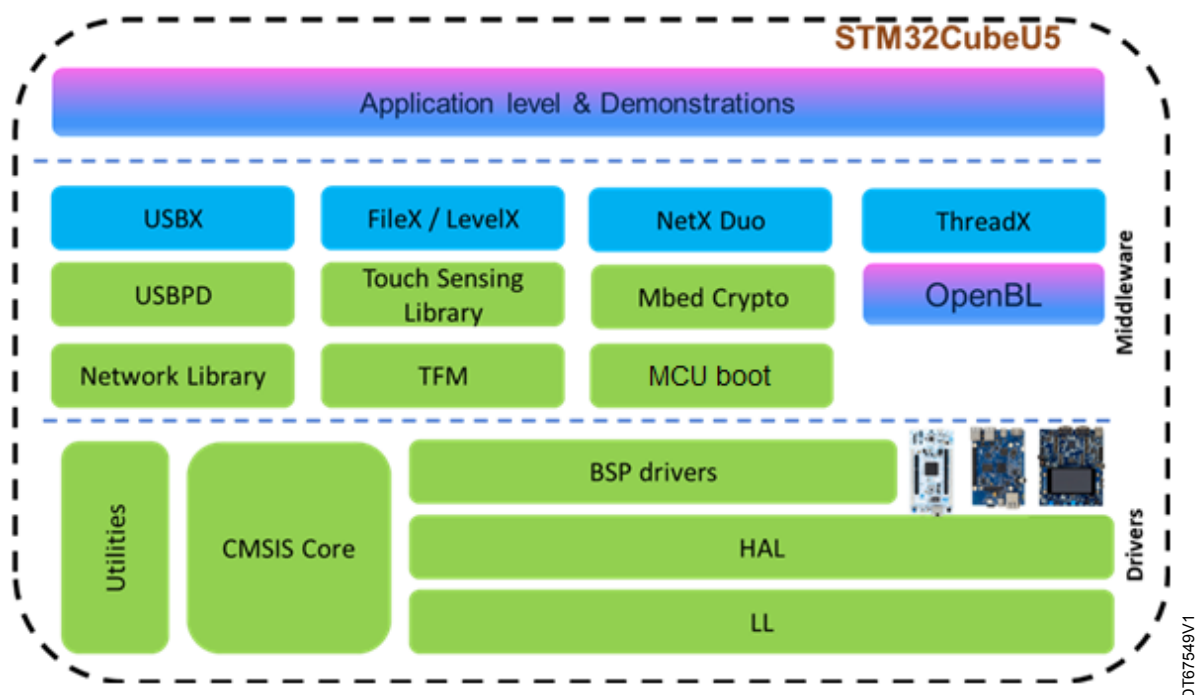 STM32CubeU5
Application level & Demonstrations
USBX
FileX / LevelX
NetX Duo
ThreadX
USBPD
Touch Sensing
Library
Mbed Crypto
OpenBL
Network Library
TFM
MCU boot
Middleware
Utilities
CMSIS Core
BSP drivers
HAL
LL
Drivers
DT67549V1